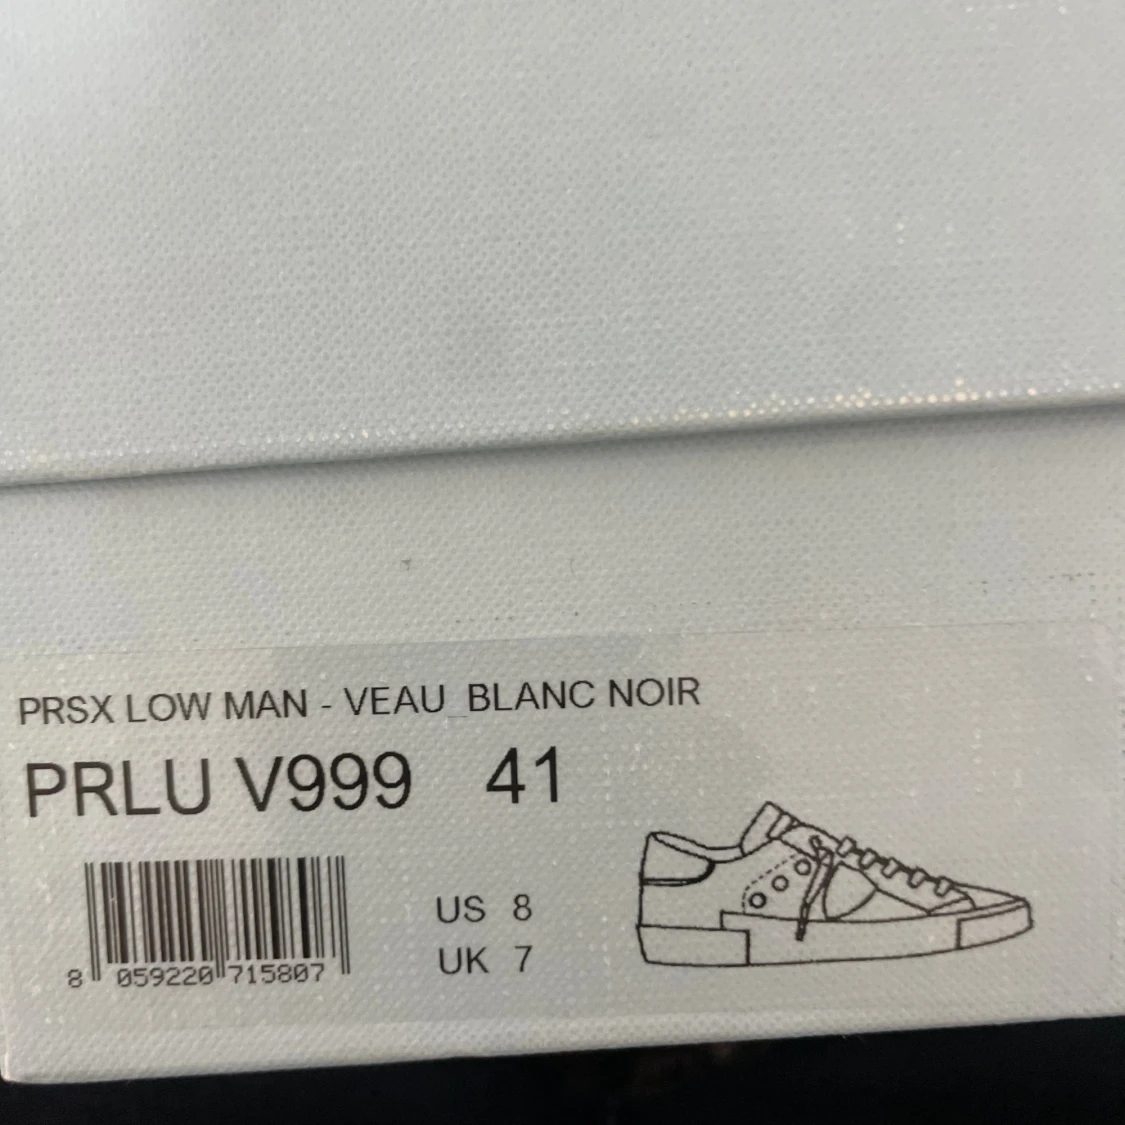 PRSX LOW MAN - VEAU_BLANC NOIR
PRLU V999 41
US 8
UK 7
8 059220 715807